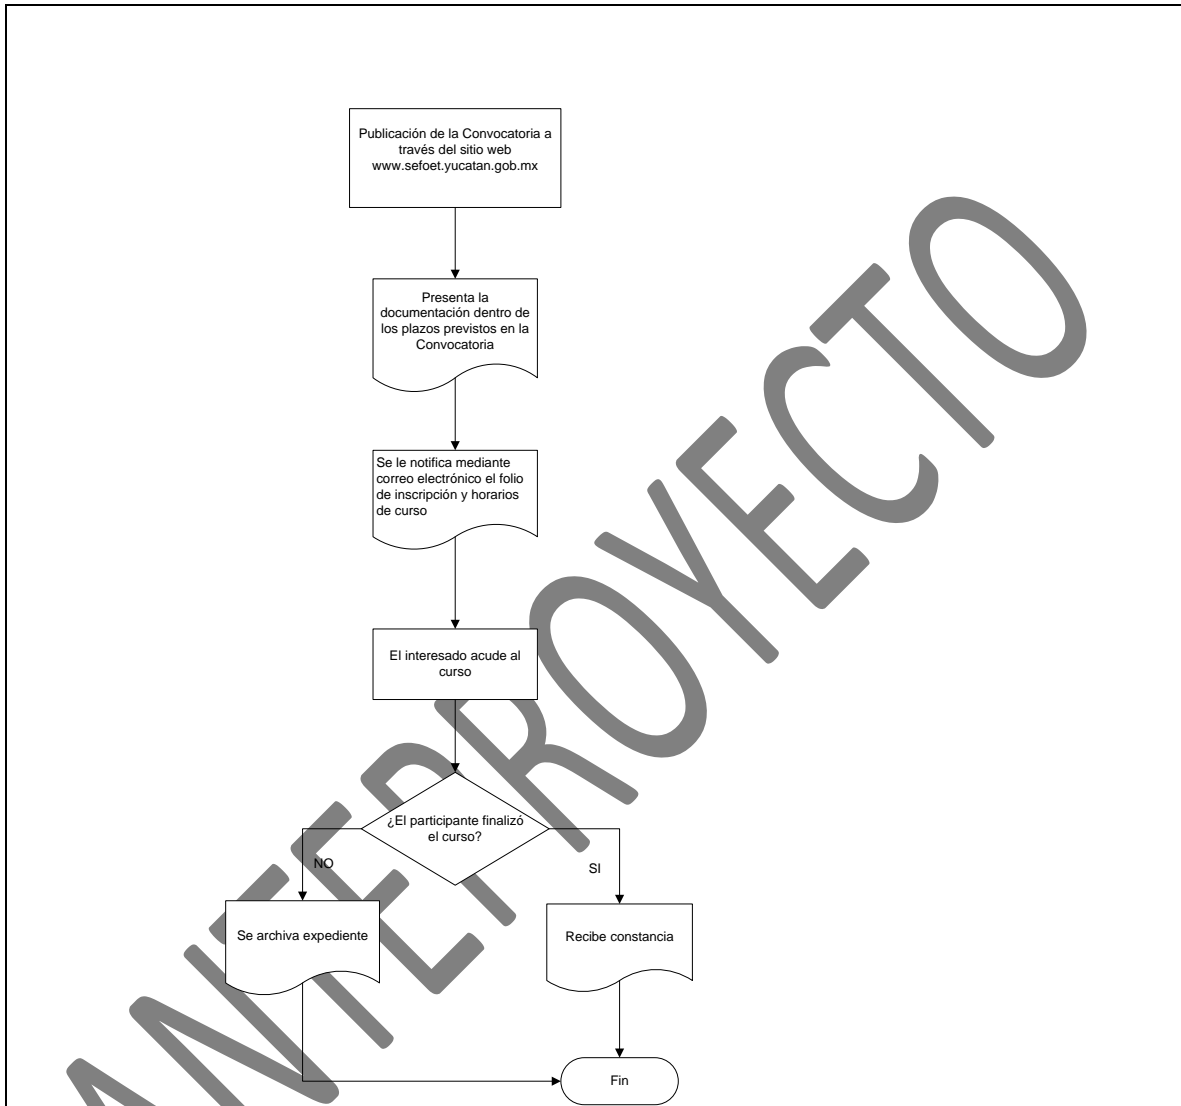 Publicación de la Convocatoria a
través del sitio web
www.sefoet.yucatan.gob.mx
Presenta la
documentación dentro de
los plazos previstos en la
Convocatoria
Se le notifica mediante
correo electrónico el folio
de inscripción y horarios
de curso
El interesado acude al
curso
¿El participante finalizó
el curso?
NO
SI
Se archiva expediente
Recibe constancia
Fin
ANTEPROYECTO